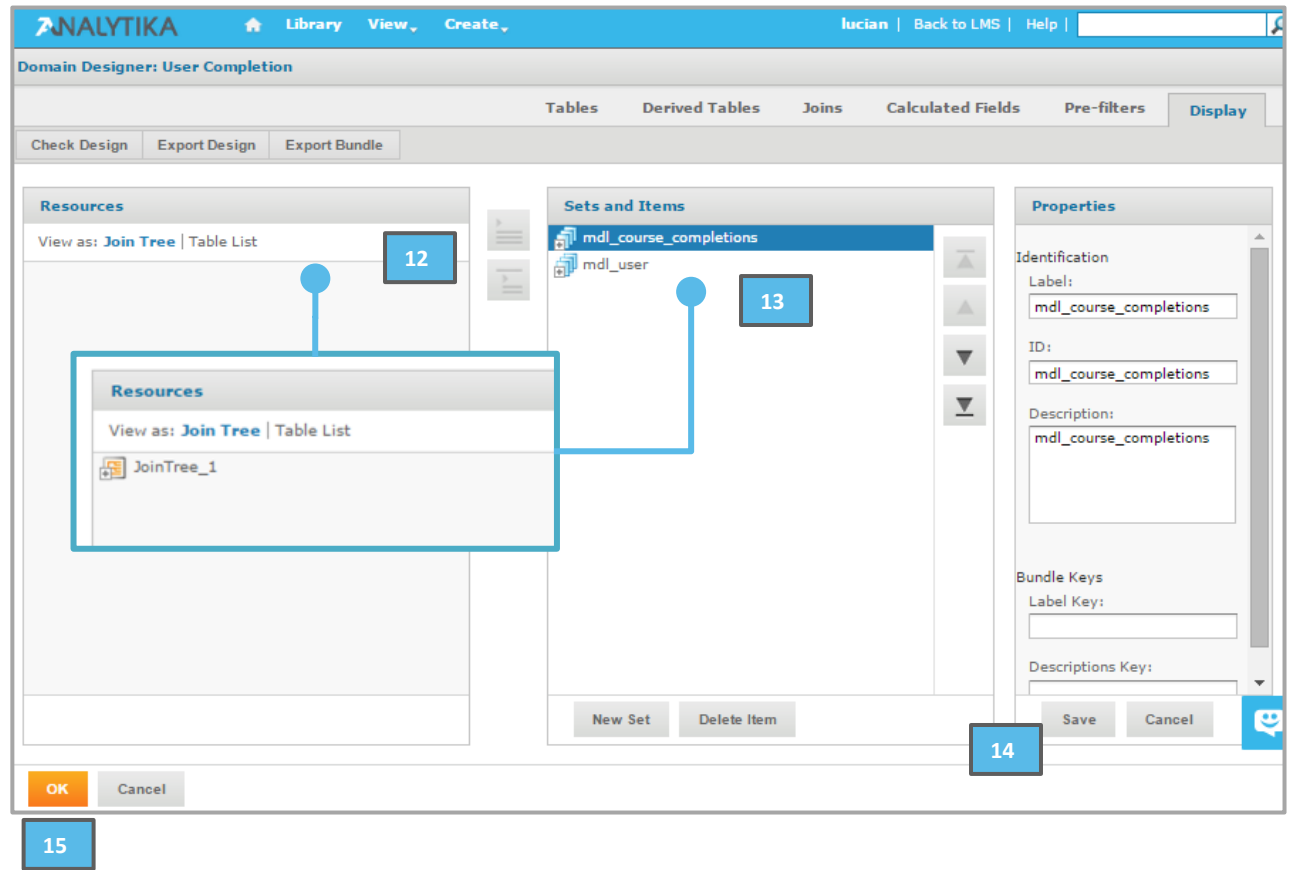 ANALYTIKA Library View Create lucian | Back to LMS | Help |
Domain Designer: User Completion
Tables Derived Tables Joins Calculated Fields Pre-filters Display
Check Design Export Design Export Bundle
Resources
View as: Join Tree | Table List
12
Resources
View as: Join Tree | Table List
JoinTree_1
Sets and Items
mdl_course_completions
mdl_user
13
New Set Delete Item
Properties
Identification
Label:
mdl_course_completions
ID:
mdl_course_completions
Description:
mdl_course_completions
Bundle Keys
Label Key:
Descriptions Key:
Save Cancel
14
OK Cancel
15